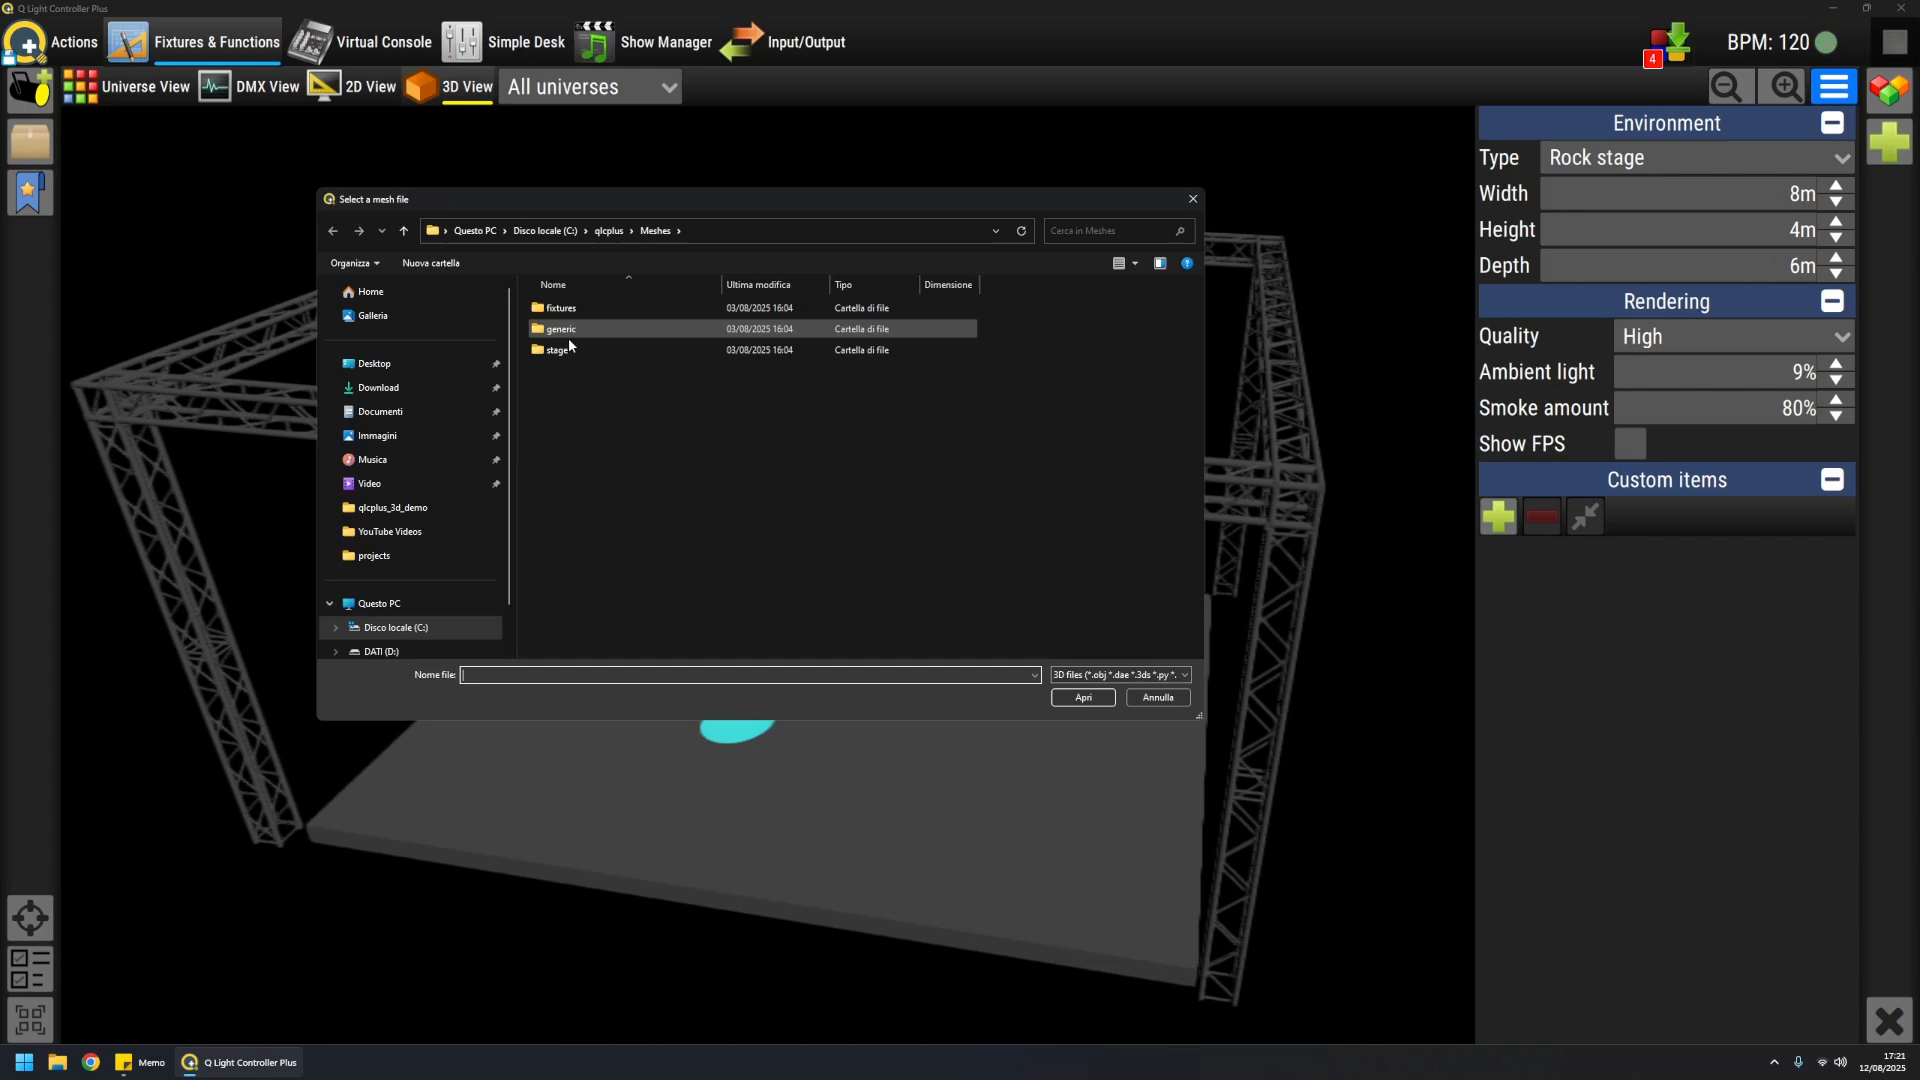 Q Light Controller Plus
Actions
Fixtures & Functions
Virtual Console
Simple Desk
Show Manager
Input/Output
4
BPM: 120
Universe View
DMX View
2D View
3D View
All universes
Select a mesh file
Questo PC
Disco locale (C:)
qlcplus
Meshes
Cerca in Meshes
Organizza
Nuova cartella
Home
Galleria
Desktop
Download
Documenti
Immagini
Musica
Video
qlcplus_3d_demo
YouTube Videos
projects
Questo PC
Disco locale (C:)
DATI (D:)
Nome Ultima modifica Tipo Dimensione
fixtures 03/08/2025 16:04 Cartella di file
generic 03/08/2025 16:04 Cartella di file
stage 03/08/2025 16:04 Cartella di file
Nome file:
3D files (*.obj *.dae *.3ds *.py *.
Apri
Annulla
Environment
Type Rock stage
Width 8m
Height 4m
Depth 6m
Rendering
Quality High
Ambient light 9%
Smoke amount 80%
Show FPS
Custom items
Memo
Q Light Controller Plus
17:21
12/08/2025